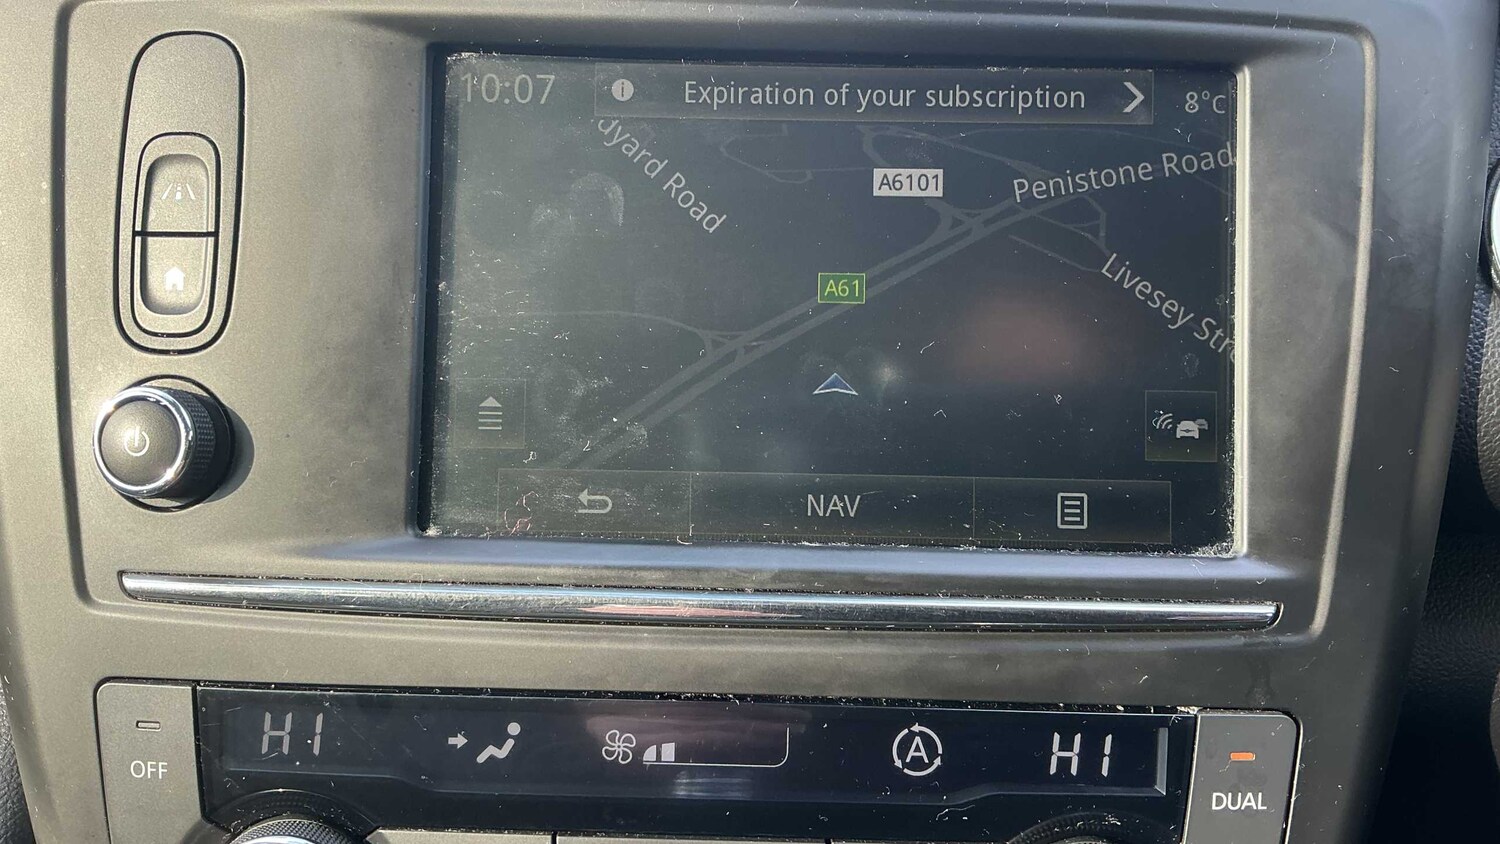 10:07
Expiration of your subscription
8°C
dyard Road
A6101
Penistone Road
A61
Livesey Str
NAV
HI
A
HI
OFF
DUAL